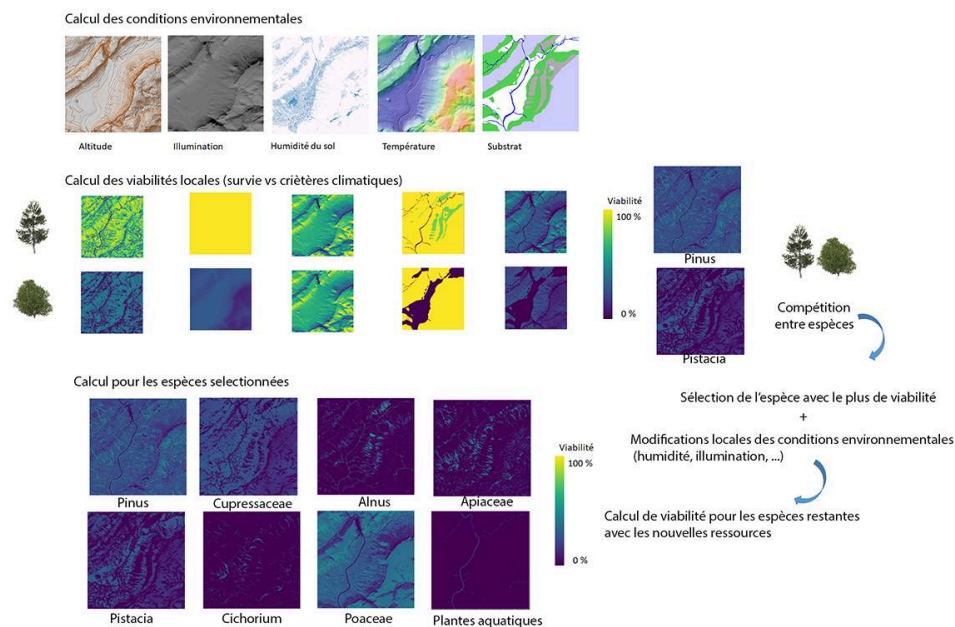 Calcul des conditions environnementales
Altitude
Illumination
Humidité du sol
Température
Substrat
Calcul des viabilités locales (survie vs criètères climatiques)
Viabilité
100 %
0 %
Pinus
Pistacia
Compétition
entre espèces
Sélection de l'espèce avec le plus de viabilité
+
Modifications locales des conditions environnementales
(humidité, illumination, ...)
Calcul de viabilité pour les espèces restantes
avec les nouvelles ressources
Calcul pour les espèces selectionnées
Viabilité
100 %
0 %
Pinus
Cupressaceae
Alnus
Apiaceae
Pistacia
Cichorium
Poaceae
Plantes aquatiques